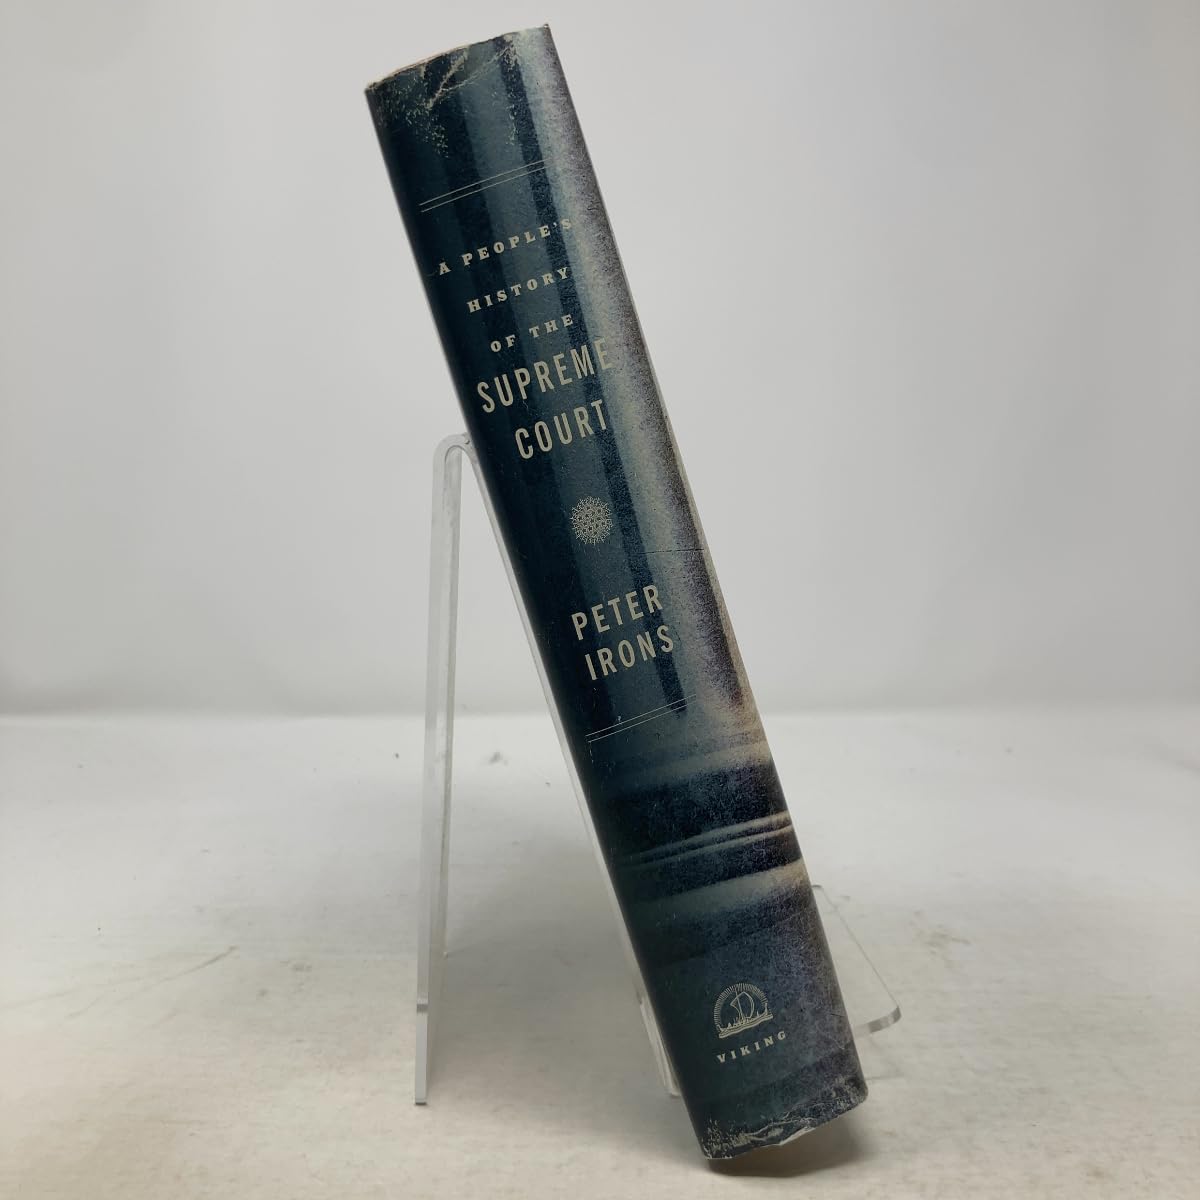 A PEOPLE'S
HISTORY
OF THE
SUPREME
COURT
PETER
IRONS
VIKING